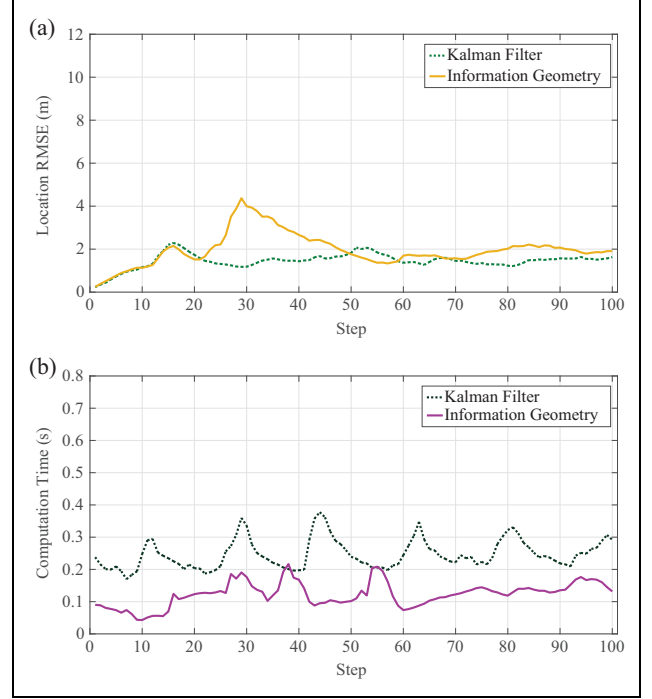 (a)
12
10
8
6
4
2
0
Location RMSE (m)
Kalman Filter
Information Geometry
0 10 20 30 40 50 60 70 80 90 100
Step
(b)
0.8
0.7
0.6
0.5
0.4
0.3
0.2
0.1
0
Computation Time (s)
Kalman Filter
Information Geometry
0 10 20 30 40 50 60 70 80 90 100
Step